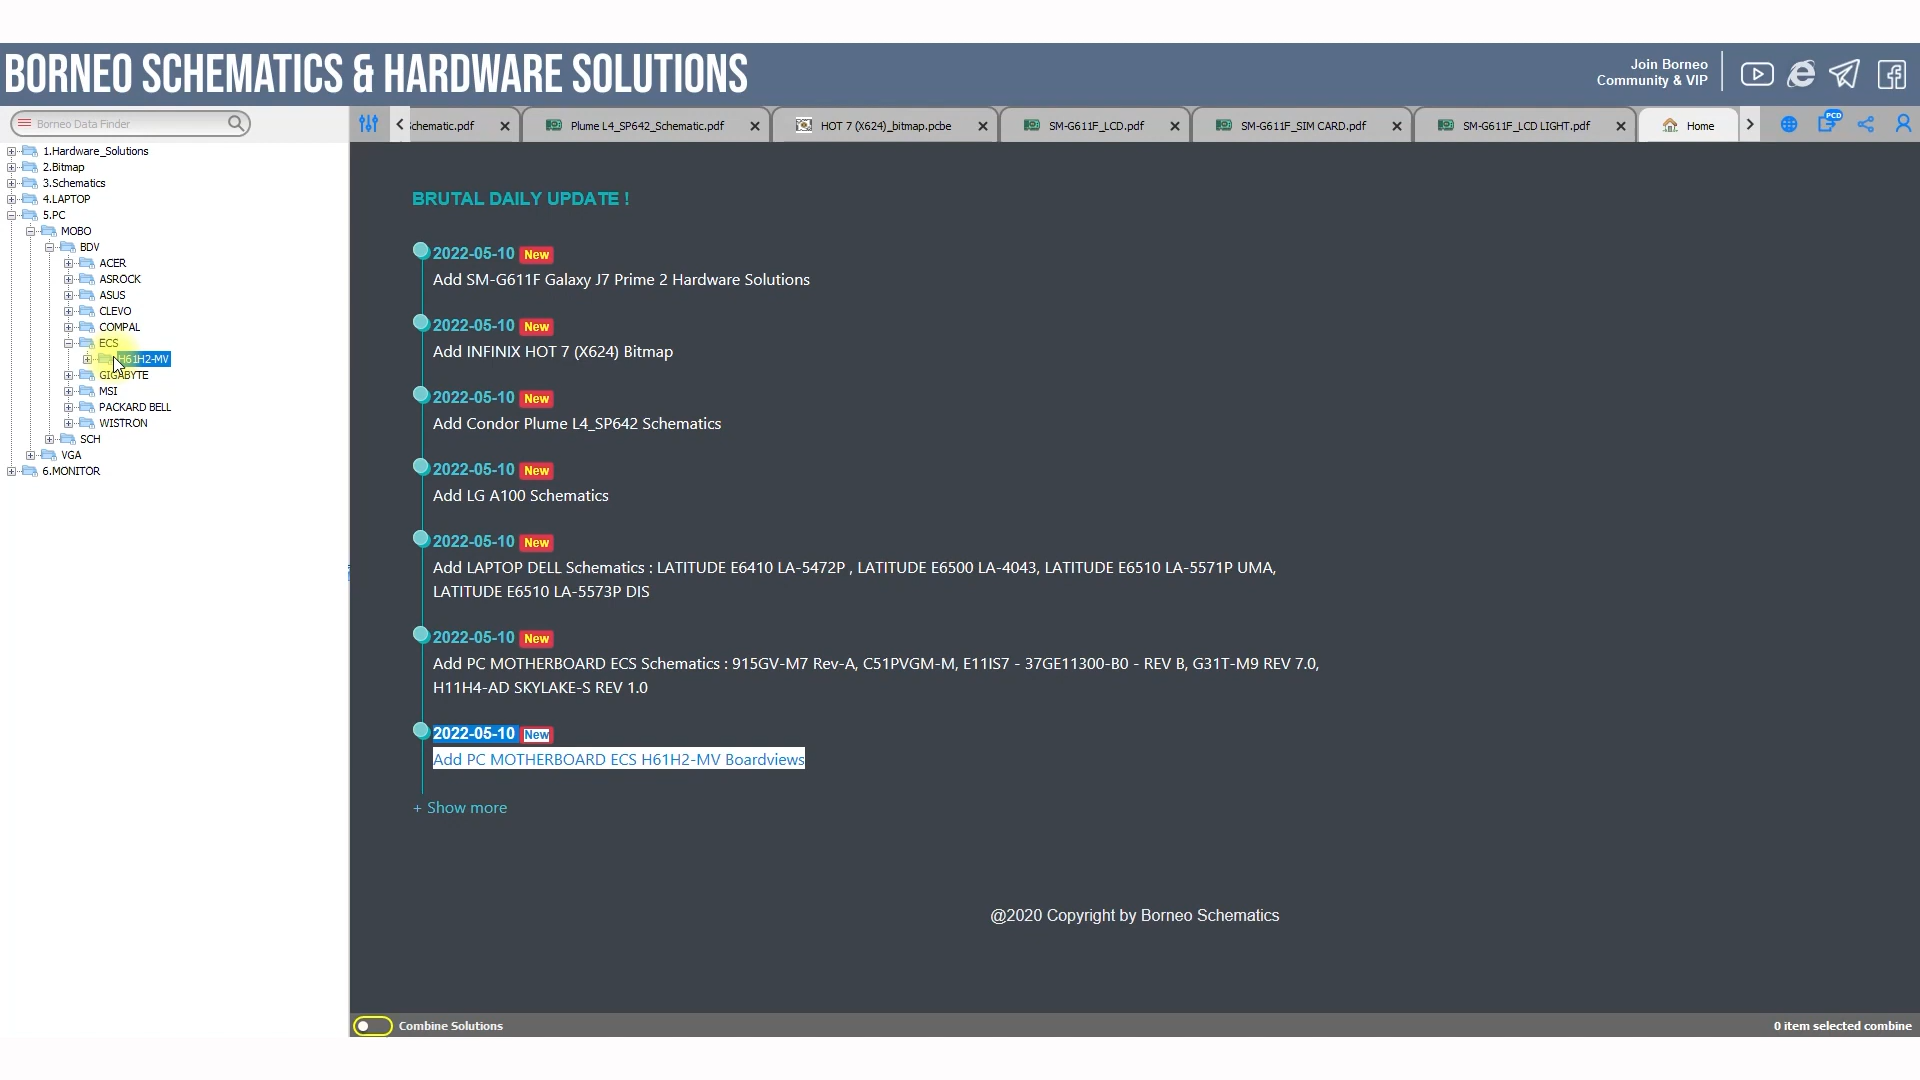 BORNEO SCHEMATICS & HARDWARE SOLUTIONS
Join Borneo
Community & VIP
Borneo Data Finder
schematic.pdf
Plume L4_SP642_Schematic.pdf
HOT 7 (X624)_bitmap.pcbe
SM-G611F_LCD.pdf
SM-G611F_SIM CARD.pdf
SM-G611F_LCD LIGHT.pdf
Home
PCD
1.Hardware_Solutions
2.Bitmap
3.Schematics
4.LAPTOP
5.PC
MOBO
BDV
ACER
ASROCK
ASUS
CLEVO
COMPAL
ECS
H61H2-MV
GIGABYTE
MSI
PACKARD BELL
WISTRON
SCH
VGA
6.MONITOR
BRUTAL DAILY UPDATE !
2022-05-10 New
Add SM-G611F Galaxy J7 Prime 2 Hardware Solutions
2022-05-10 New
Add INFINIX HOT 7 (X624) Bitmap
2022-05-10 New
Add Condor Plume L4_SP642 Schematics
2022-05-10 New
Add LG A100 Schematics
2022-05-10 New
Add LAPTOP DELL Schematics : LATITUDE E6410 LA-5472P , LATITUDE E6500 LA-4043, LATITUDE E6510 LA-5571P UMA,
LATITUDE E6510 LA-5573P DIS
2022-05-10 New
Add PC MOTHERBOARD ECS Schematics : 915GV-M7 Rev-A, C51PVGM-M, E11IS7 - 37GE11300-B0 - REV B, G31T-M9 REV 7.0,
H11H4-AD SKYLAKE-S REV 1.0
2022-05-10 New
Add PC MOTHERBOARD ECS H61H2-MV Boardviews
+ Show more
@2020 Copyright by Borneo Schematics
Combine Solutions
0 item selected combine